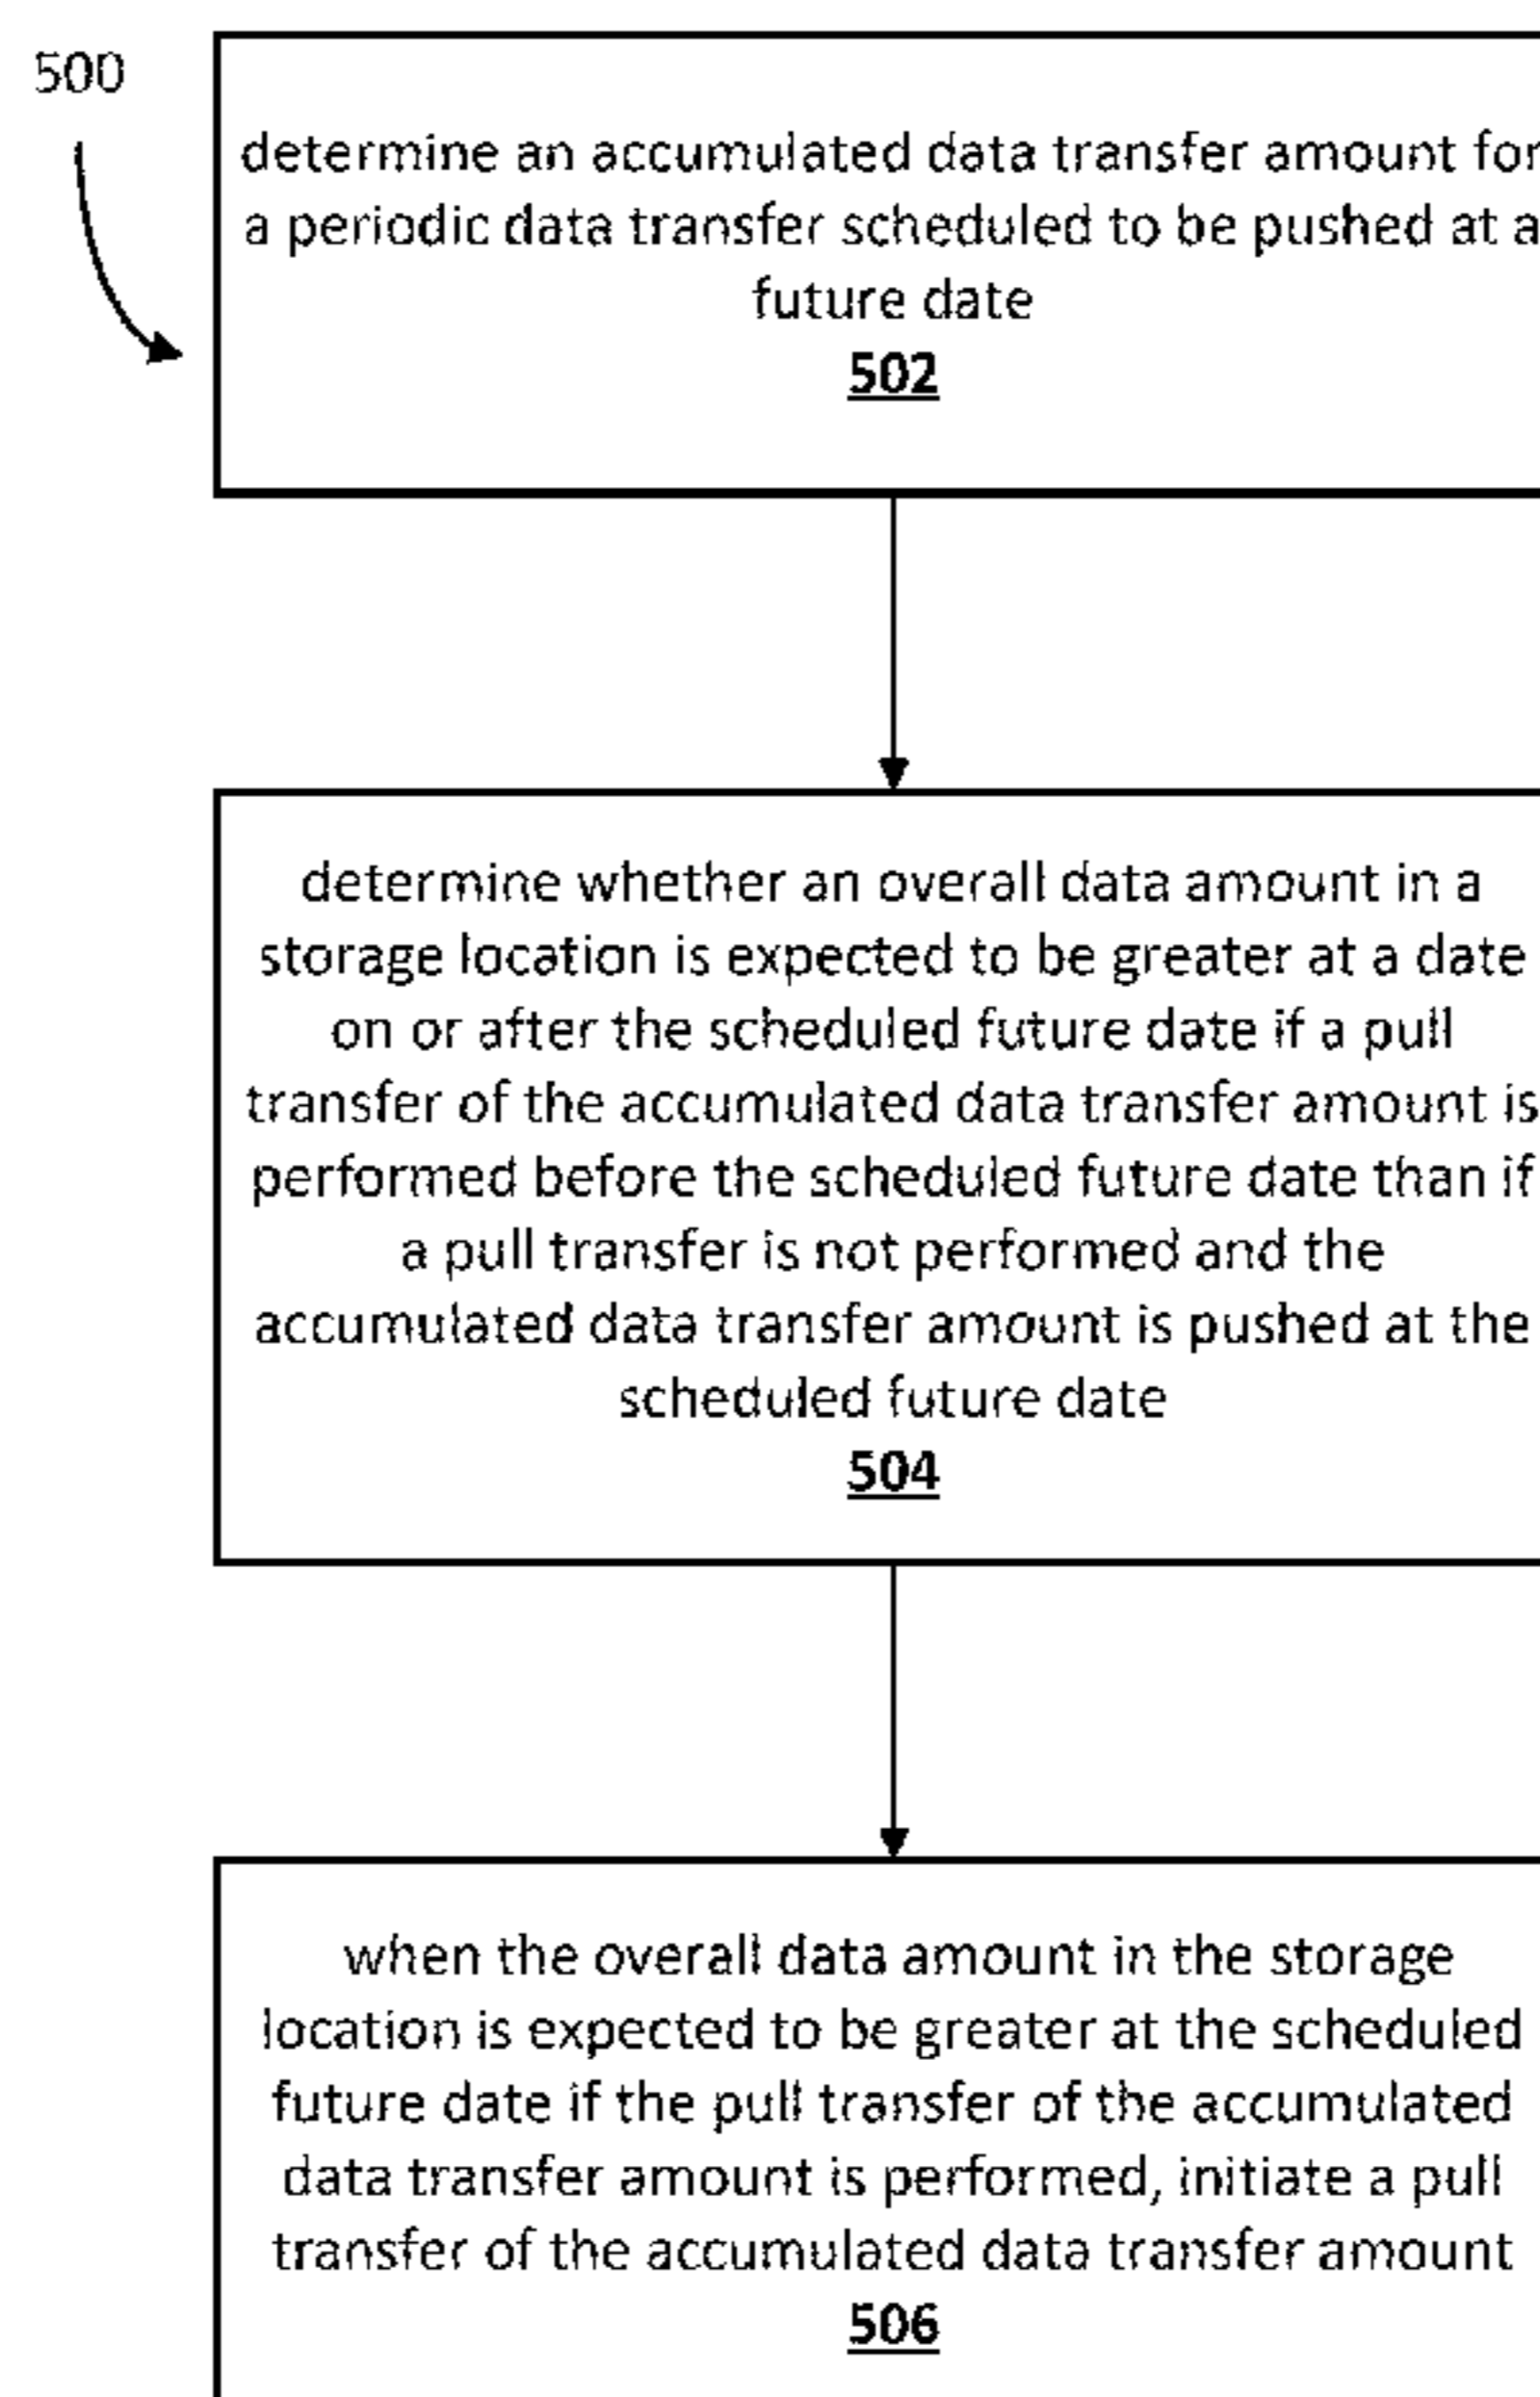 500
determine an accumulated data transfer amount for
a periodic data transfer scheduled to be pushed at a
future date
502
determine whether an overall data amount in a
storage location is expected to be greater at a date
on or after the scheduled future date if a pull
transfer of the accumulated data transfer amount is
performed before the scheduled future date than if
a pull transfer is not performed and the
accumulated data transfer amount is pushed at the
scheduled future date
504
when the overall data amount in the storage
location is expected to be greater at the scheduled
future date if the pull transfer of the accumulated
data transfer amount is performed, initiate a pull
transfer of the accumulated data transfer amount
506